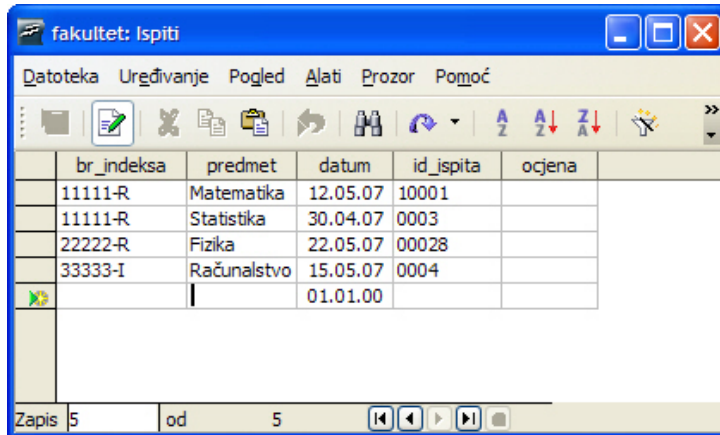 fakultet: Ispiti
Datoteka Uređivanje Pogled Alati Prozor Pomoć
br_indeksa predmet datum id_ispita ocjena
11111-R Matematika 12.05.07 10001
11111-R Statistika 30.04.07 0003
22222-R Fizika 22.05.07 00028
33333-I Računalstvo 15.05.07 0004
01.01.00
Zapis 5 od 5